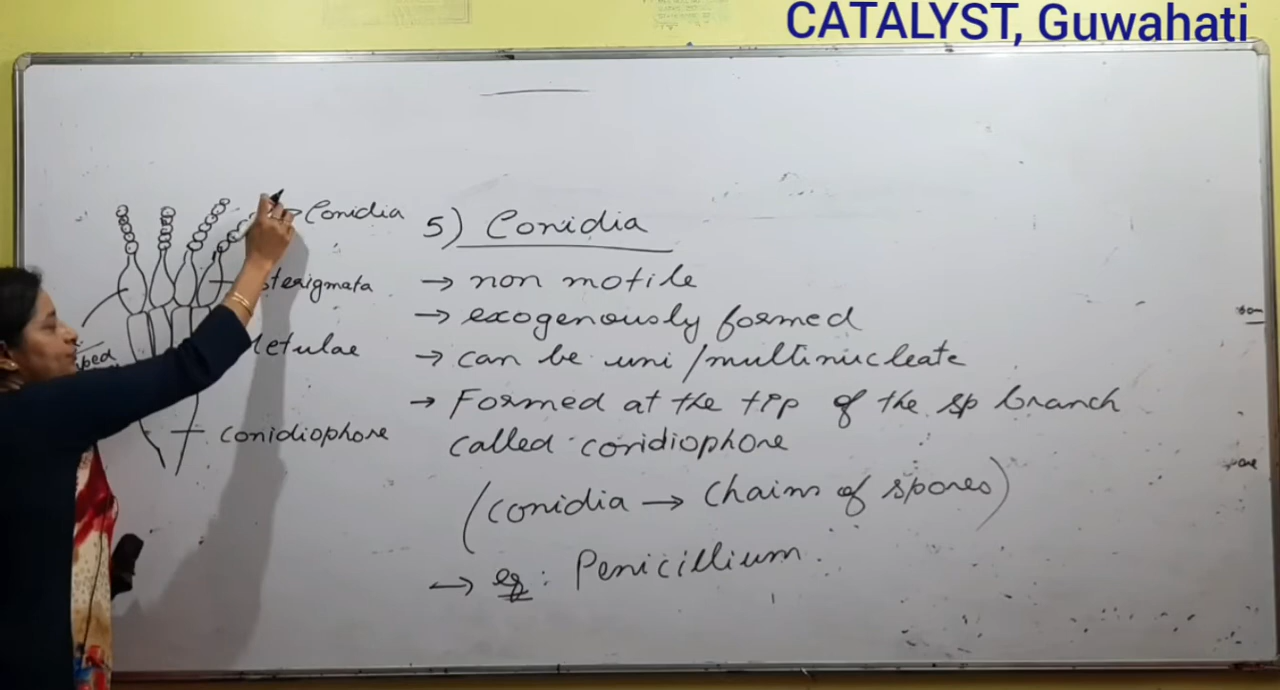 CATALYST, Guwahati
Conidia
sterigmata
Metulae
conidiophore
5) Conidia
→ non motile
→ exogenously formed
→ can be uni/multinucleate
→ Formed at the tip of the sp branch
called conidiophore
(conidia → Chains of spores)
→ eg: Penicillium.